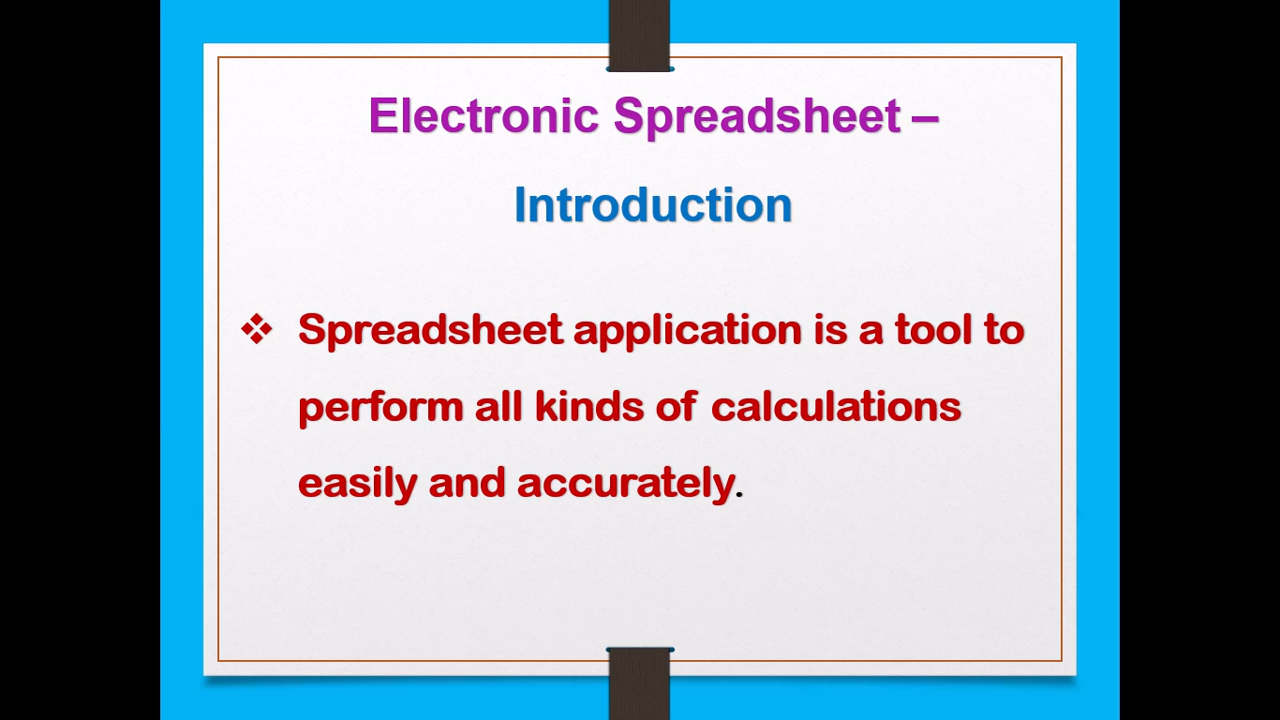 Electronic Spreadsheet –
Introduction
❖ Spreadsheet application is a tool to
perform all kinds of calculations
easily and accurately.